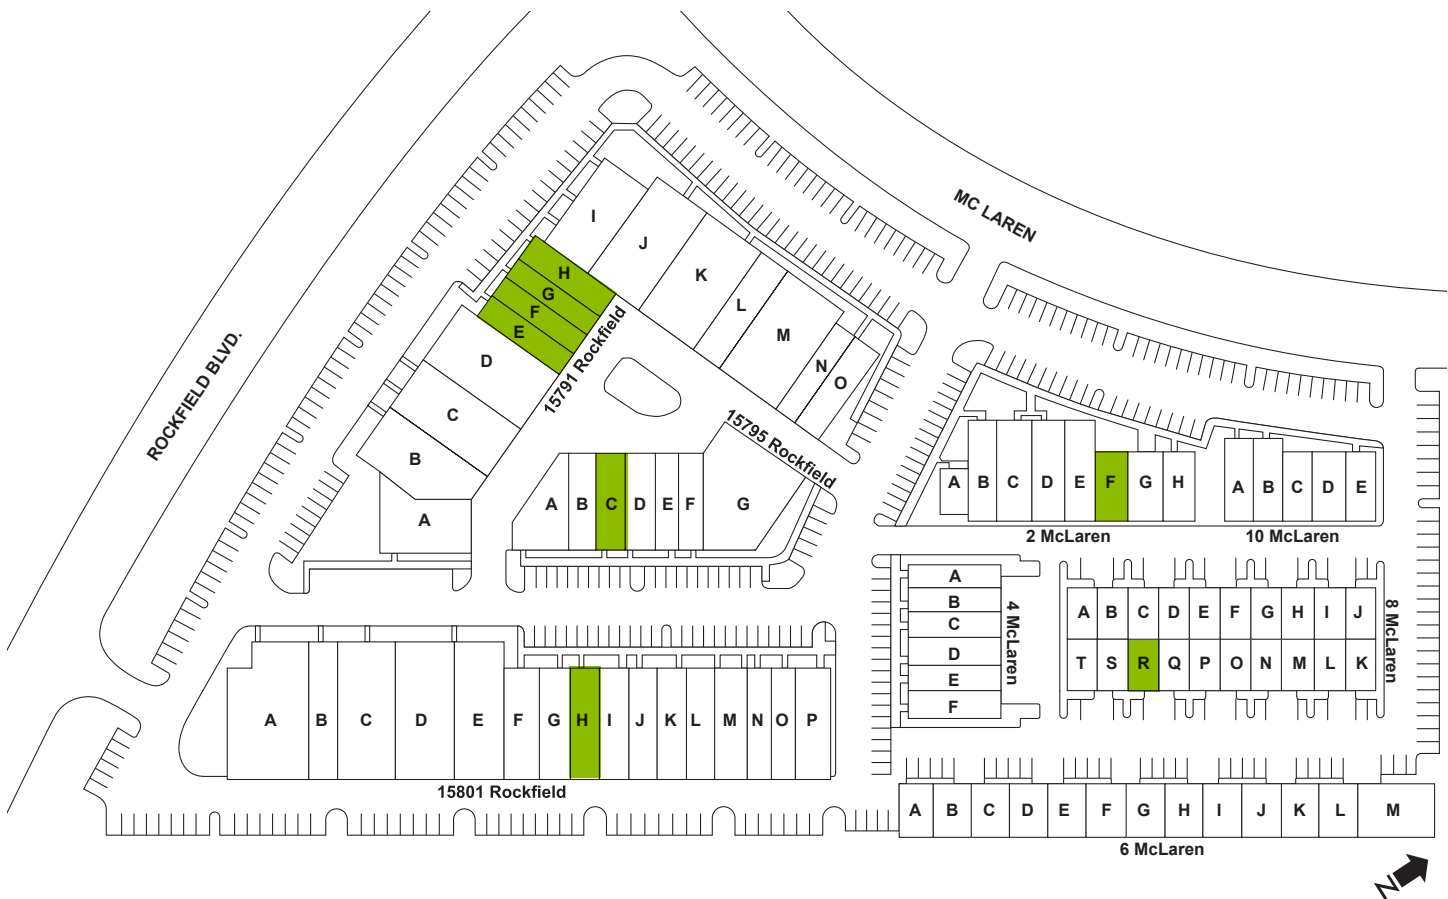 ROCKFIELD BLVD.
MC LAREN
I
J
K
L
M
N
O
H
G
F
E
D
C
B
A
15791 Rockfield
15795 Rockfield
A B C D E F G
A B C D E F G H
2 McLaren
A B C D E
10 McLaren
A
B
C
D
E
F
4 McLaren
A B C D E F G H I J
T S R Q P O N M L K
8 McLaren
A B C D E F G H I J K L M N O P
15801 Rockfield
A B C D E F G H I J K L M
6 McLaren
N